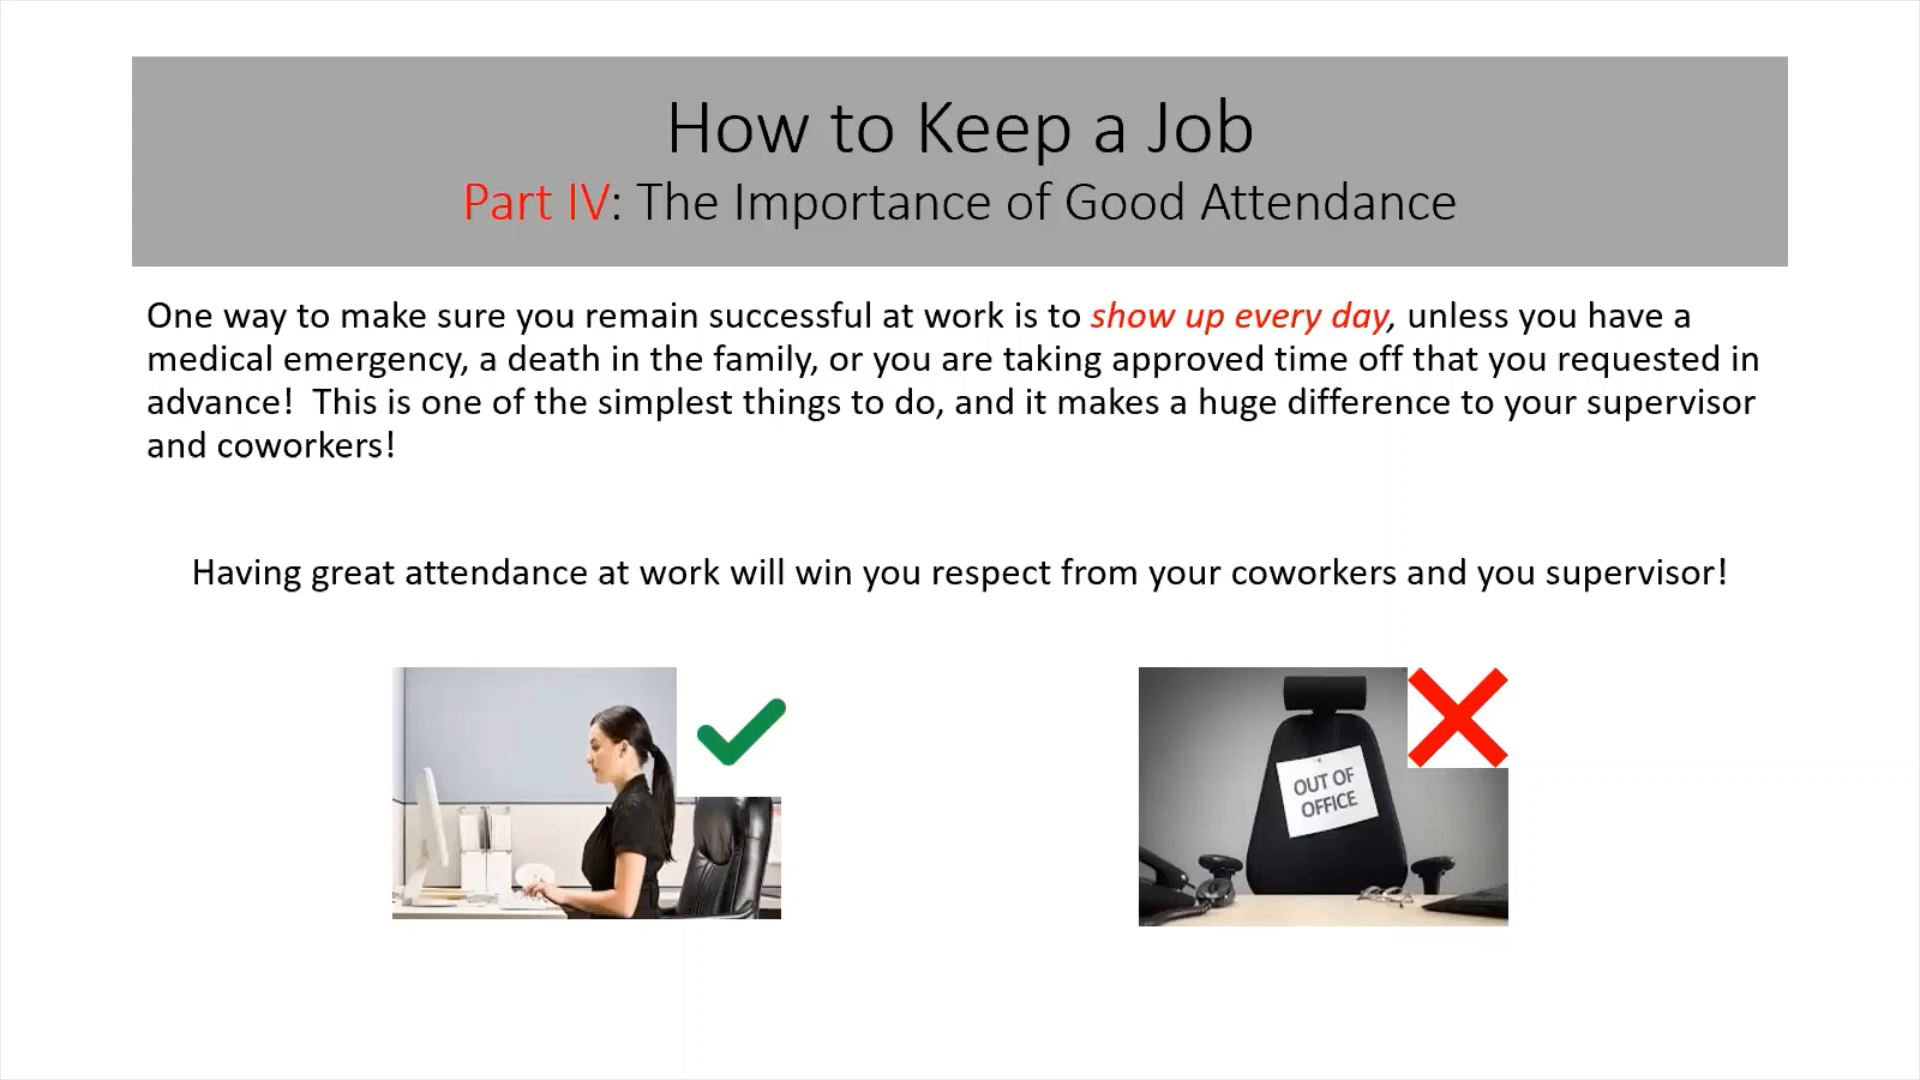 How to Keep a Job
Part IV: The Importance of Good Attendance
One way to make sure you remain successful at work is to show up every day, unless you have a
medical emergency, a death in the family, or you are taking approved time off that you requested in
advance!  This is one of the simplest things to do, and it makes a huge difference to your supervisor
and coworkers!
Having great attendance at work will win you respect from your coworkers and you supervisor!
OUT OF
OFFICE